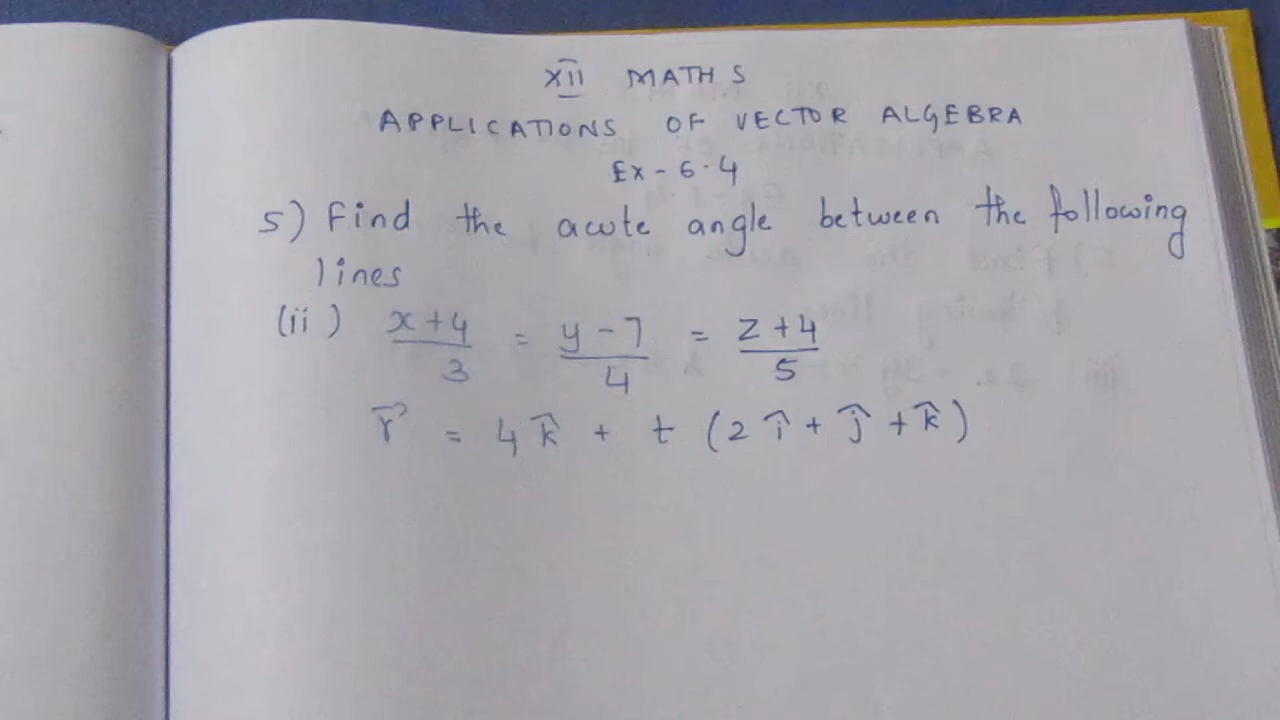 XII MATHS
APPLICATIONS OF VECTOR ALGEBRA
Ex - 6.4
5) Find the acute angle between the following
lines
(ii) x+4/3 = y-7/4 = z+4/5
r⃗ = 4k̂ + t (2î + ĵ + k̂)